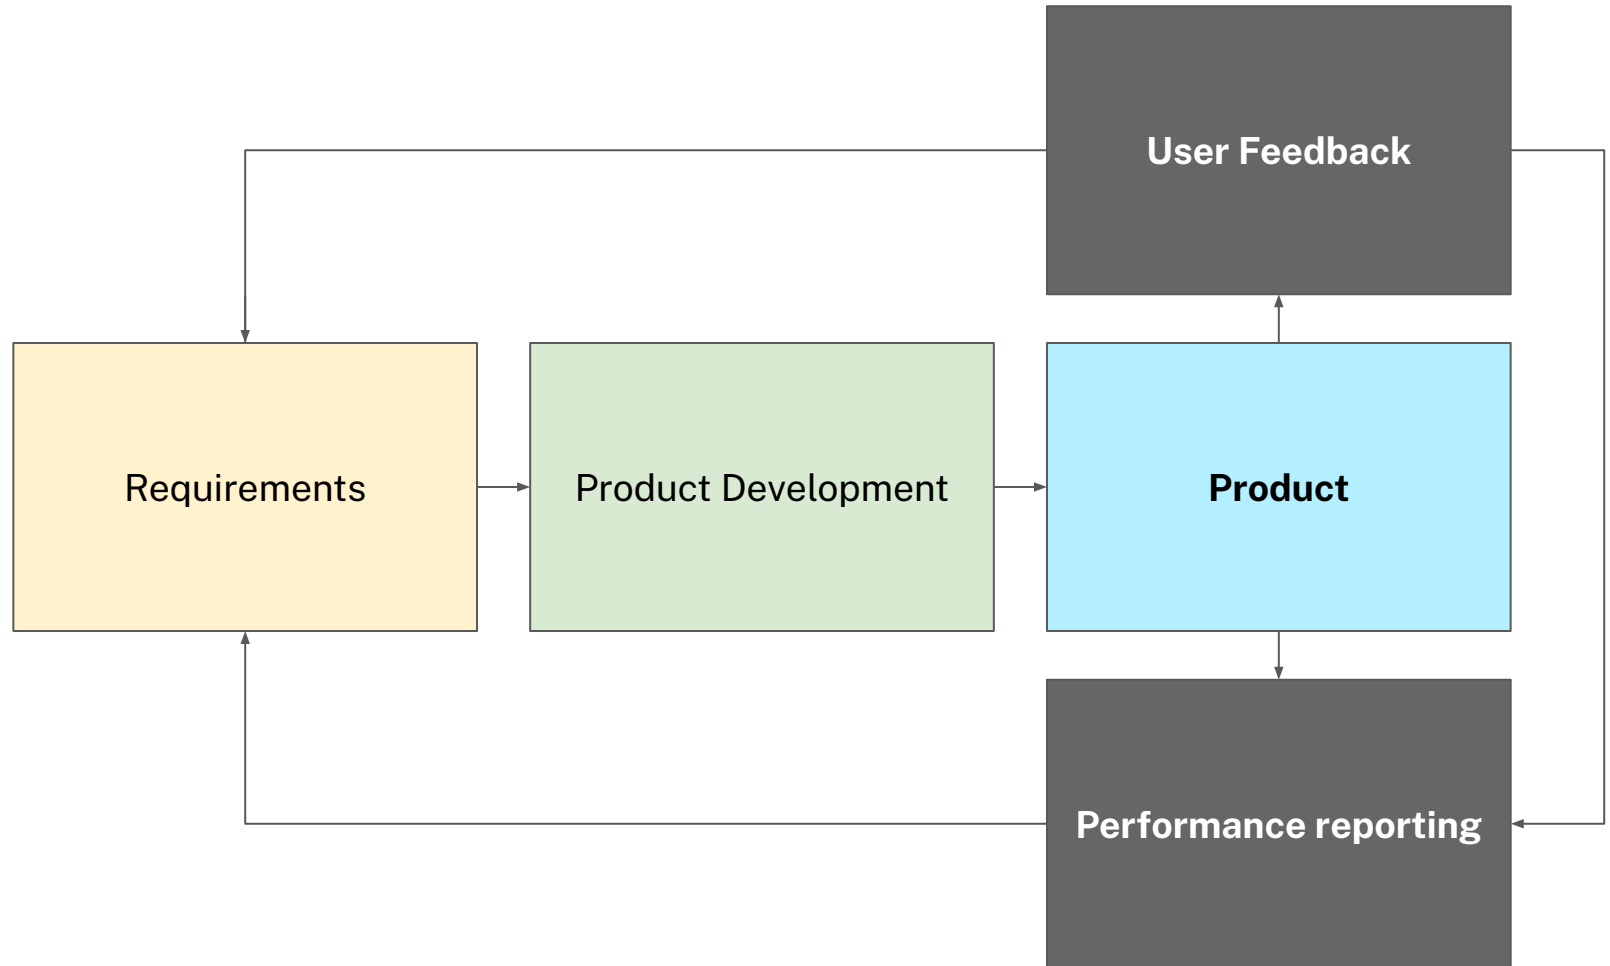 User Feedback
Requirements
Product Development
Product
Performance reporting